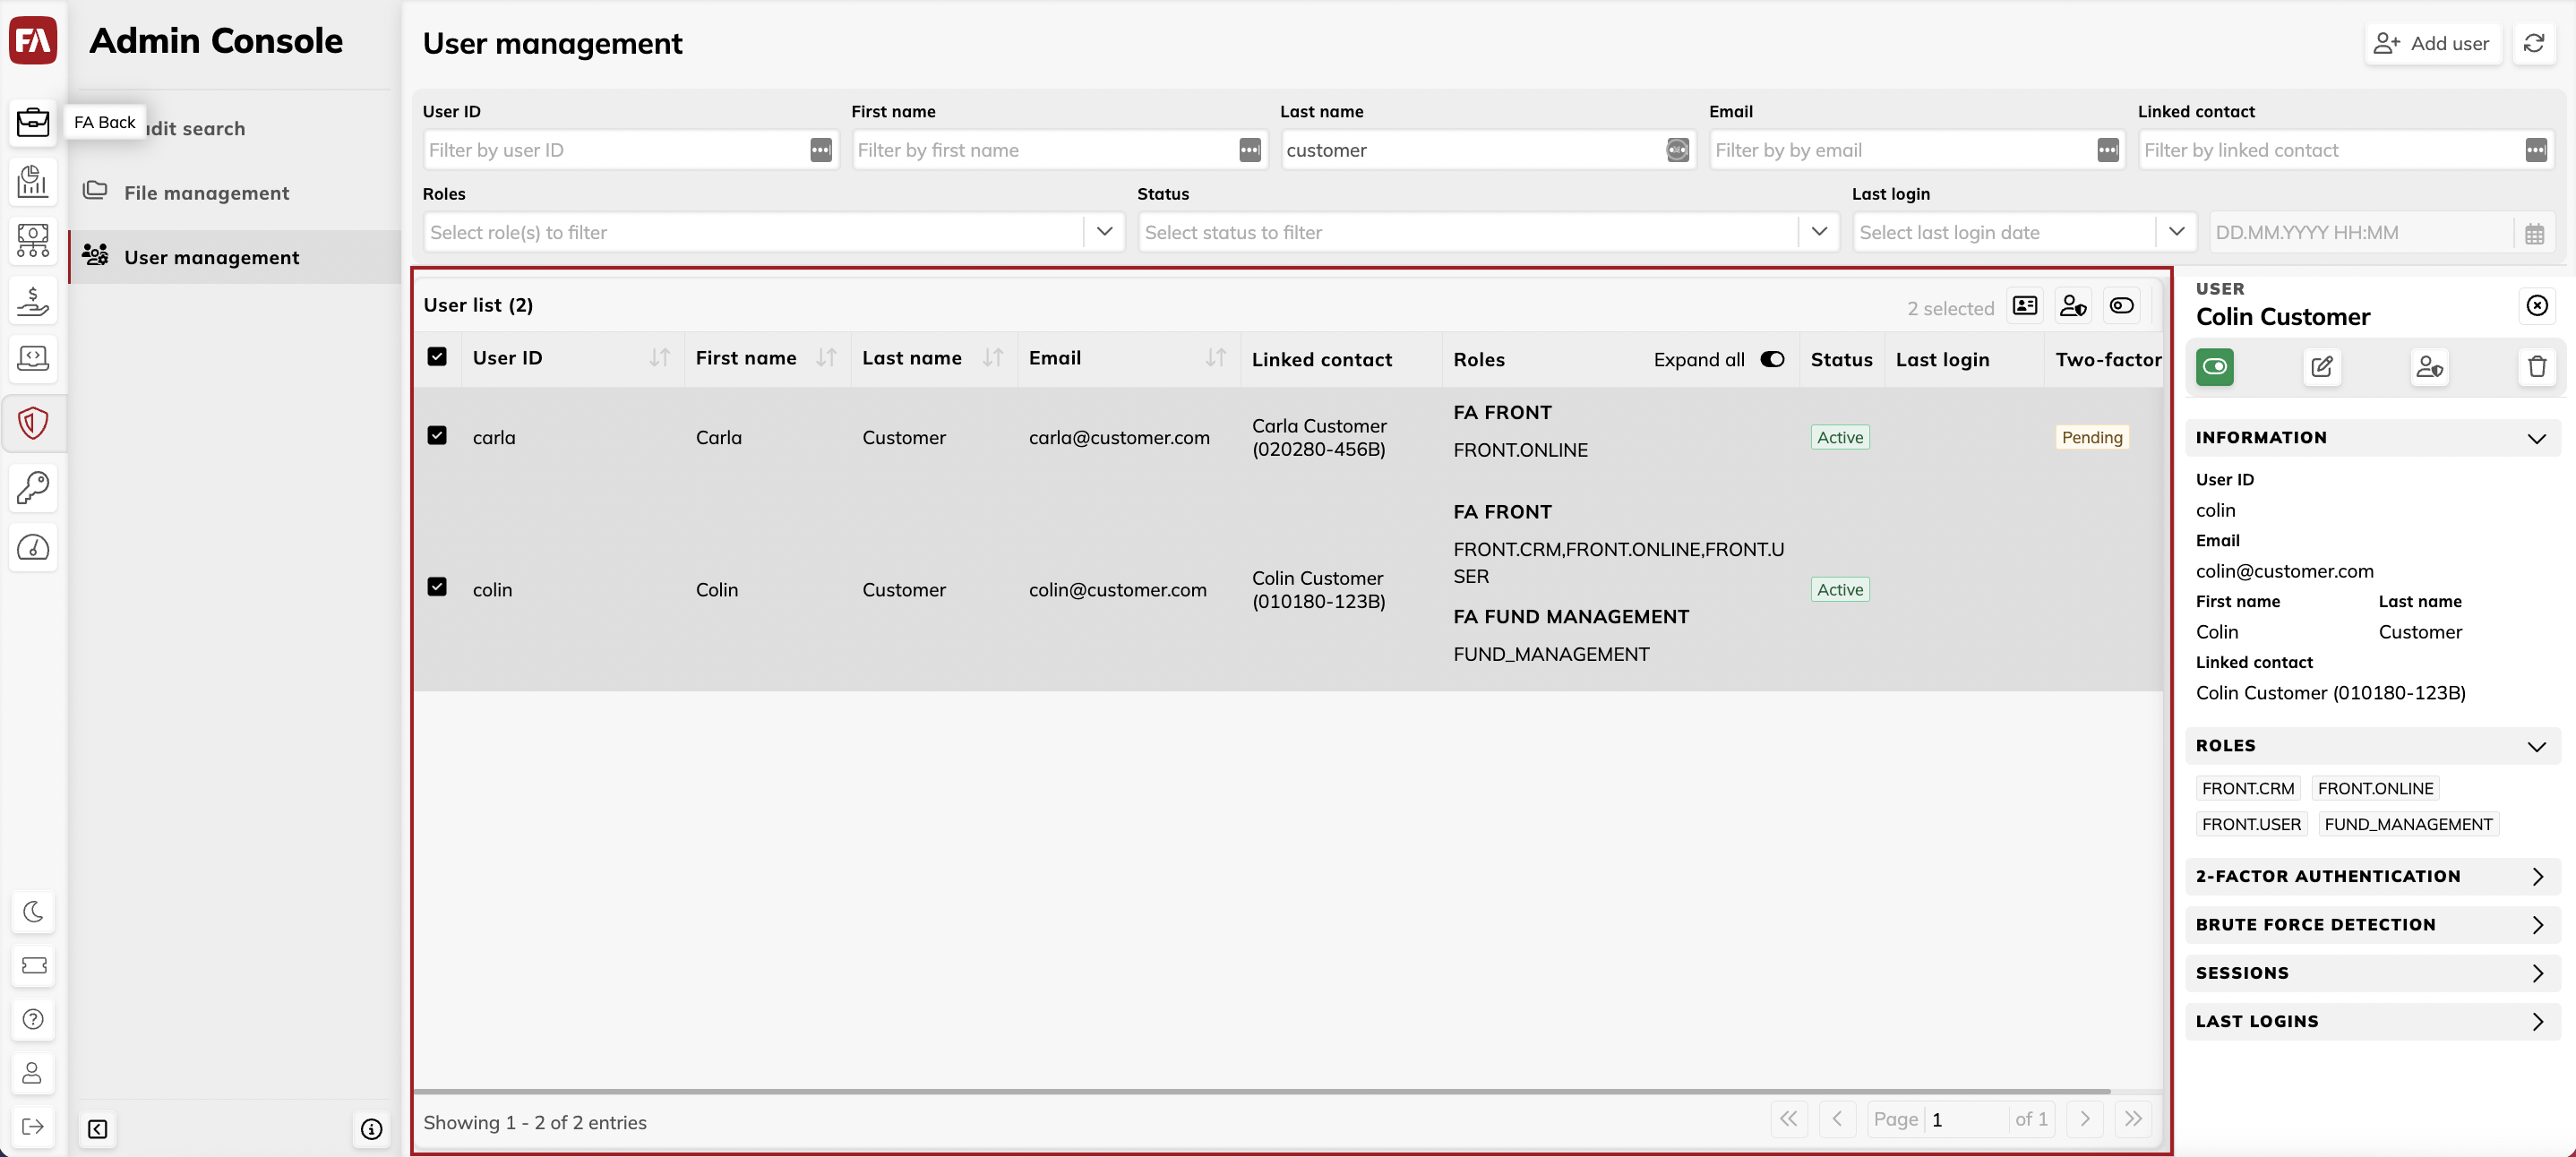 FA
Admin Console
FA Back
dit search
File management
User management
User management
Add user
User ID
First name
Last name
Email
Linked contact
Filter by user ID
Filter by first name
customer
Filter by by email
Filter by linked contact
Roles
Status
Last login
Select role(s) to filter
Select status to filter
Select last login date
DD.MM.YYYY HH:MM
User list (2)
2 selected
User ID
First name
Last name
Email
Linked contact
Roles
Expand all
Status
Last login
Two-factor
carla
Carla
Customer
carla@customer.com
Carla Customer
(020280-456B)
FA FRONT
FRONT.ONLINE
Active
Pending
colin
Colin
Customer
colin@customer.com
Colin Customer
(010180-123B)
FA FRONT
FRONT.CRM,FRONT.ONLINE,FRONT.U
SER
FA FUND MANAGEMENT
FUND_MANAGEMENT
Active
Showing 1 - 2 of 2 entries
Page 1 of 1
USER
Colin Customer
INFORMATION
User ID
colin
Email
colin@customer.com
First name
Last name
Colin
Customer
Linked contact
Colin Customer (010180-123B)
ROLES
FRONT.CRM
FRONT.ONLINE
FRONT.USER
FUND_MANAGEMENT
2-FACTOR AUTHENTICATION
BRUTE FORCE DETECTION
SESSIONS
LAST LOGINS